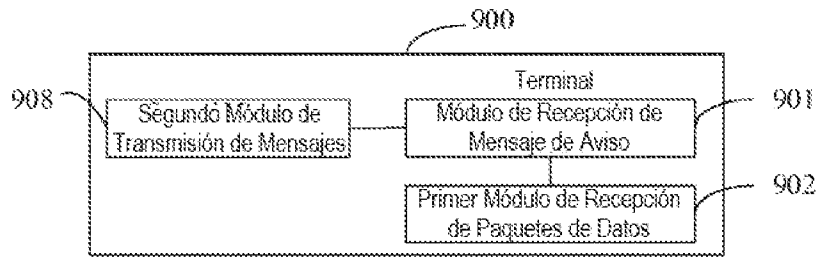 900
Terminal
908
Segundo Módulo de
Transmisión de Mensajes
Módulo de Recepción de
Mensaje de Aviso
901
Primer Módulo de Recepción
de Paquetes de Datos
902